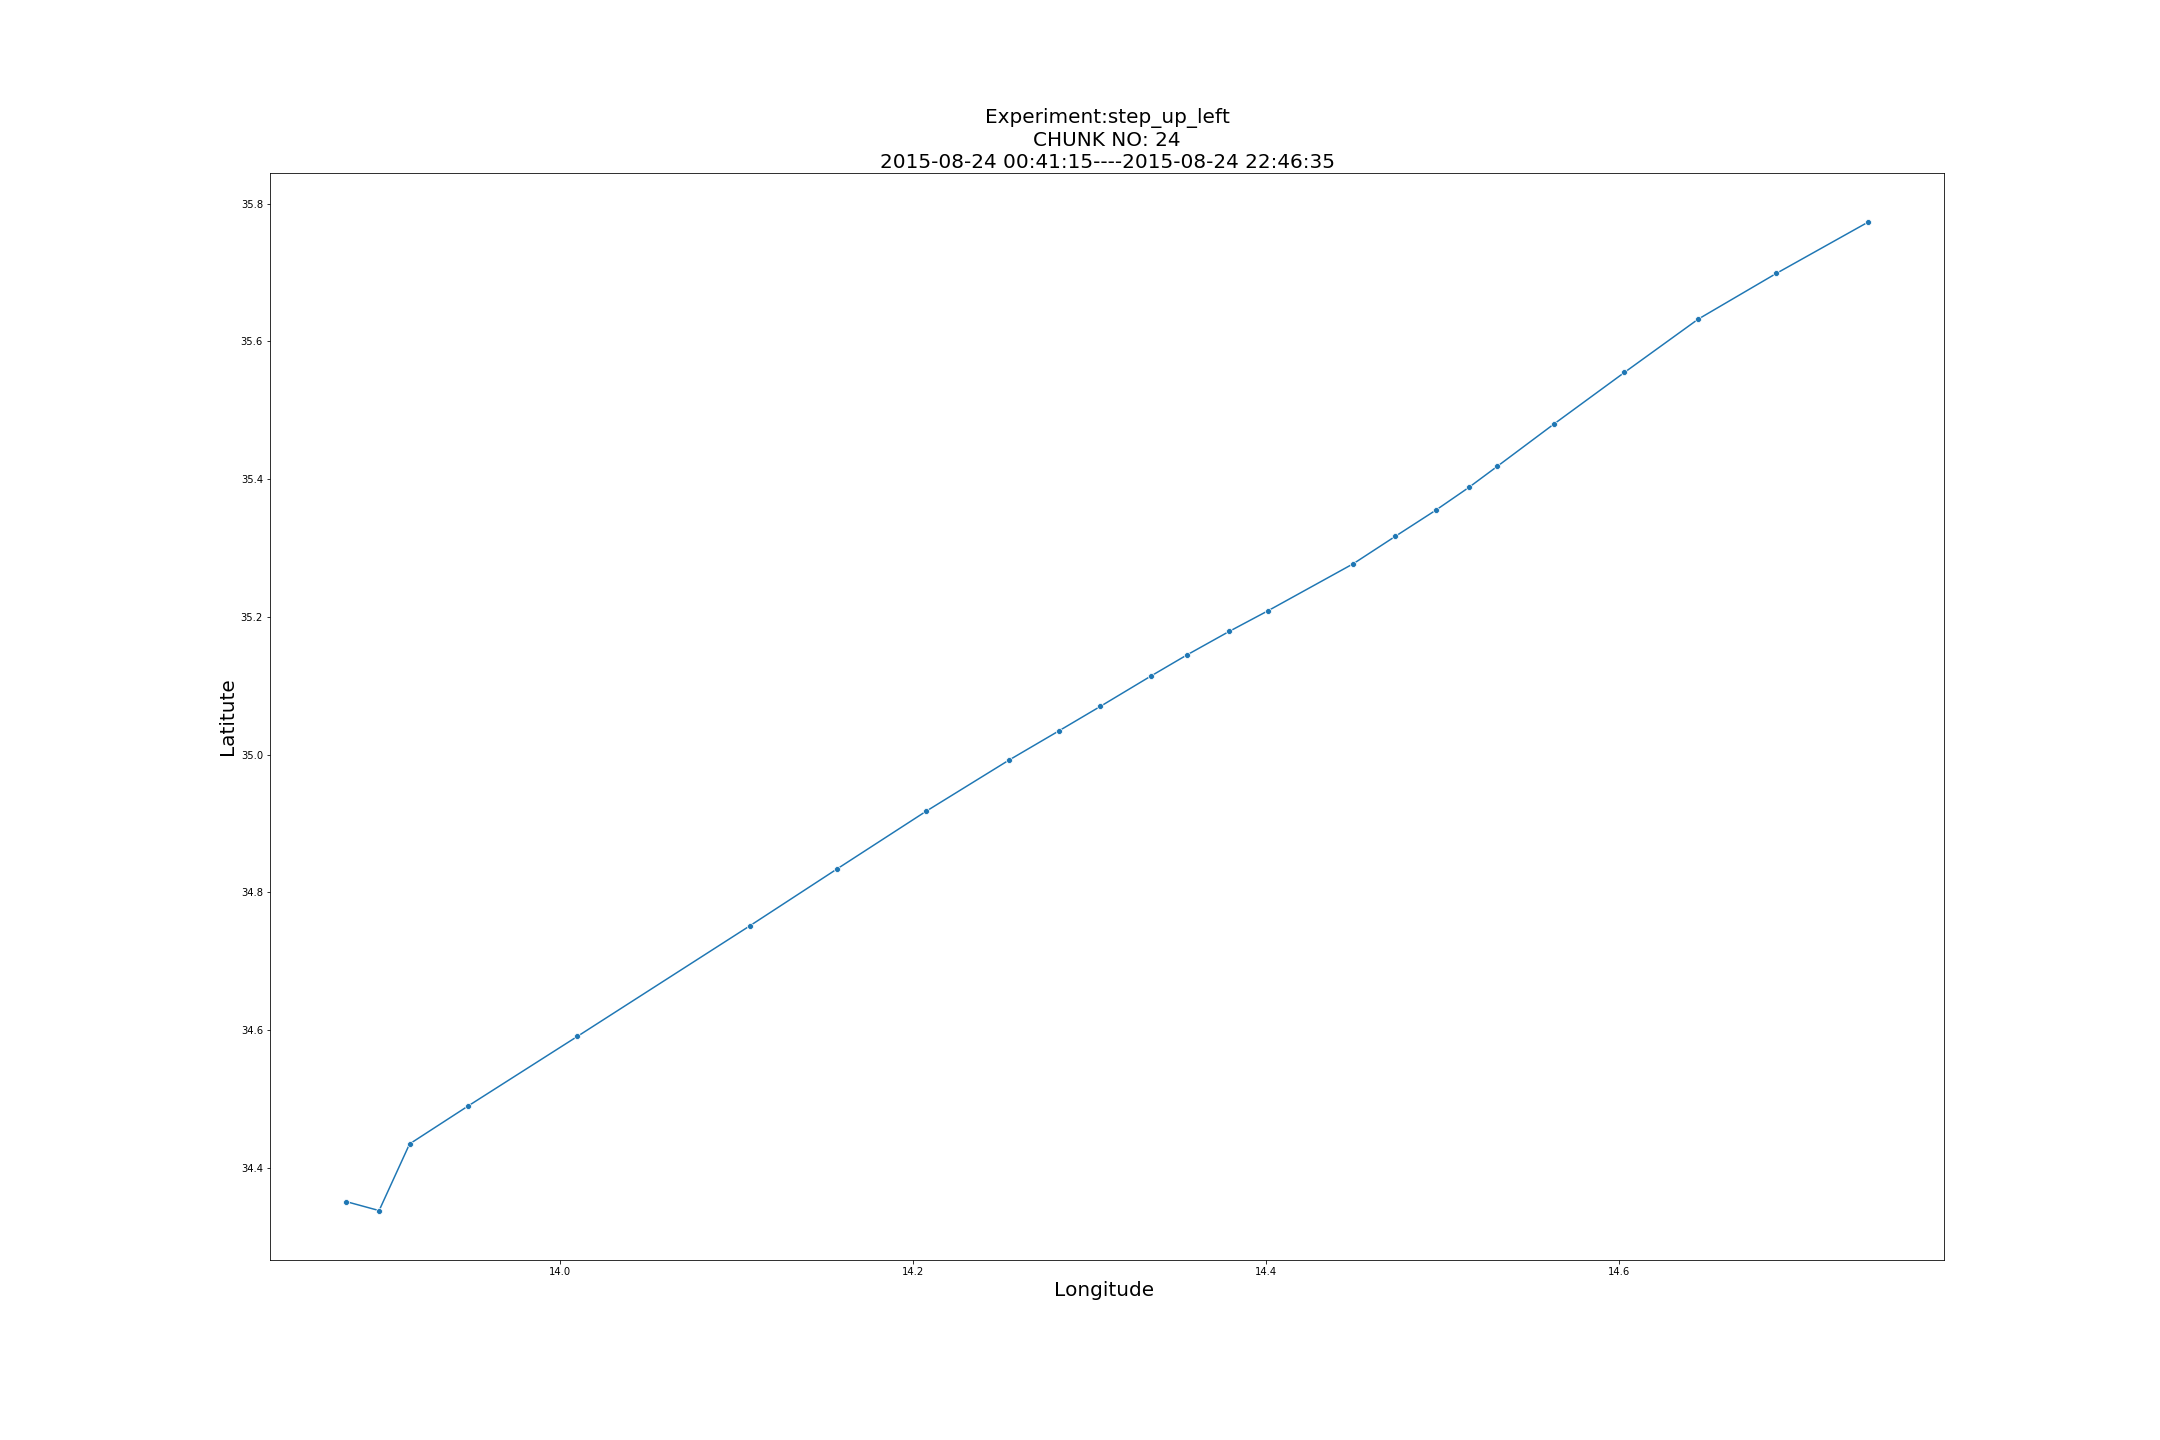 Experiment:step_up_left
CHUNK NO: 24
2015-08-24 00:41:15----2015-08-24 22:46:35
35.8
35.6
35.4
35.2
35.0
34.8
34.6
34.4
Latitute
14.0
14.2
14.4
14.6
Longitude